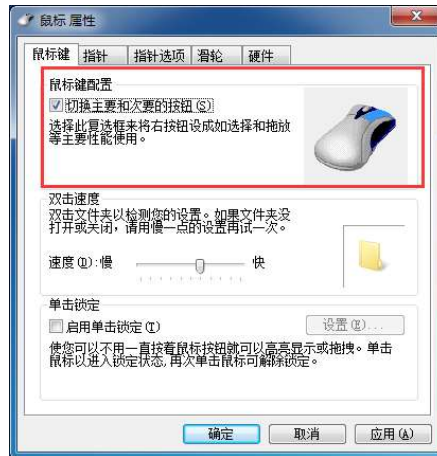 鼠标 属性
鼠标键 指针 指针选项 滑轮 硬件
鼠标键配置
切换主要和次要的按钮(S)
选择此复选框来将右按钮设成如选择和拖放
等主要性能使用。
双击速度
双击文件夹以检测您的设置。如果文件夹没
打开或关闭，请用慢一点的设置再试一次。
速度(D):慢 快
单击锁定
启用单击锁定(T) 设置(E)...
使您可以不用一直按着鼠标按钮就可以高亮显示或拖拽。单击
鼠标以进入锁定状态,再次单击鼠标可解除锁定。
确定 取消 应用(A)